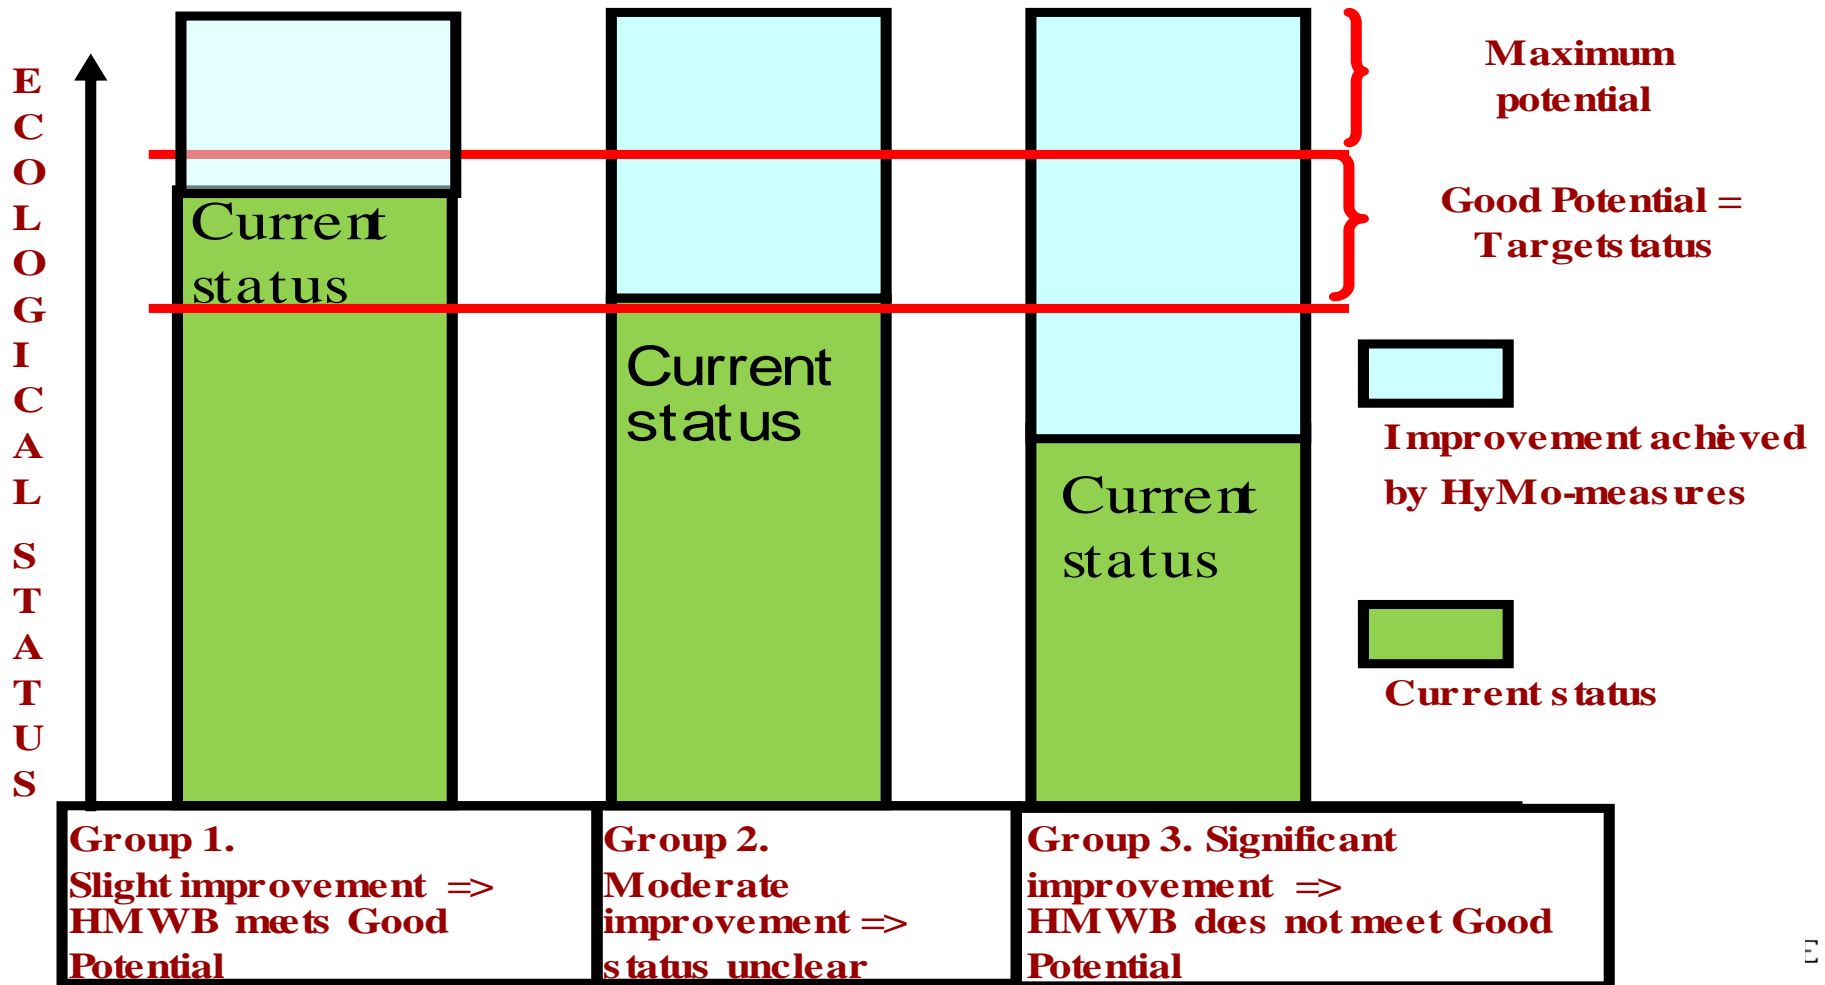 ECOLOGICAL STATUS
Current
status
Current
status
Current
status
Maximum
potential
Good Potential =
Targetstatus
Improvement achieved
by HyMo-measures
Current status
Group 1.
Slight improvement =>
HMWB meets Good
Potential
Group 2.
Moderate
improvement =>
status unclear
Group 3. Significant
improvement =>
HMWB does not meet Good
Potential